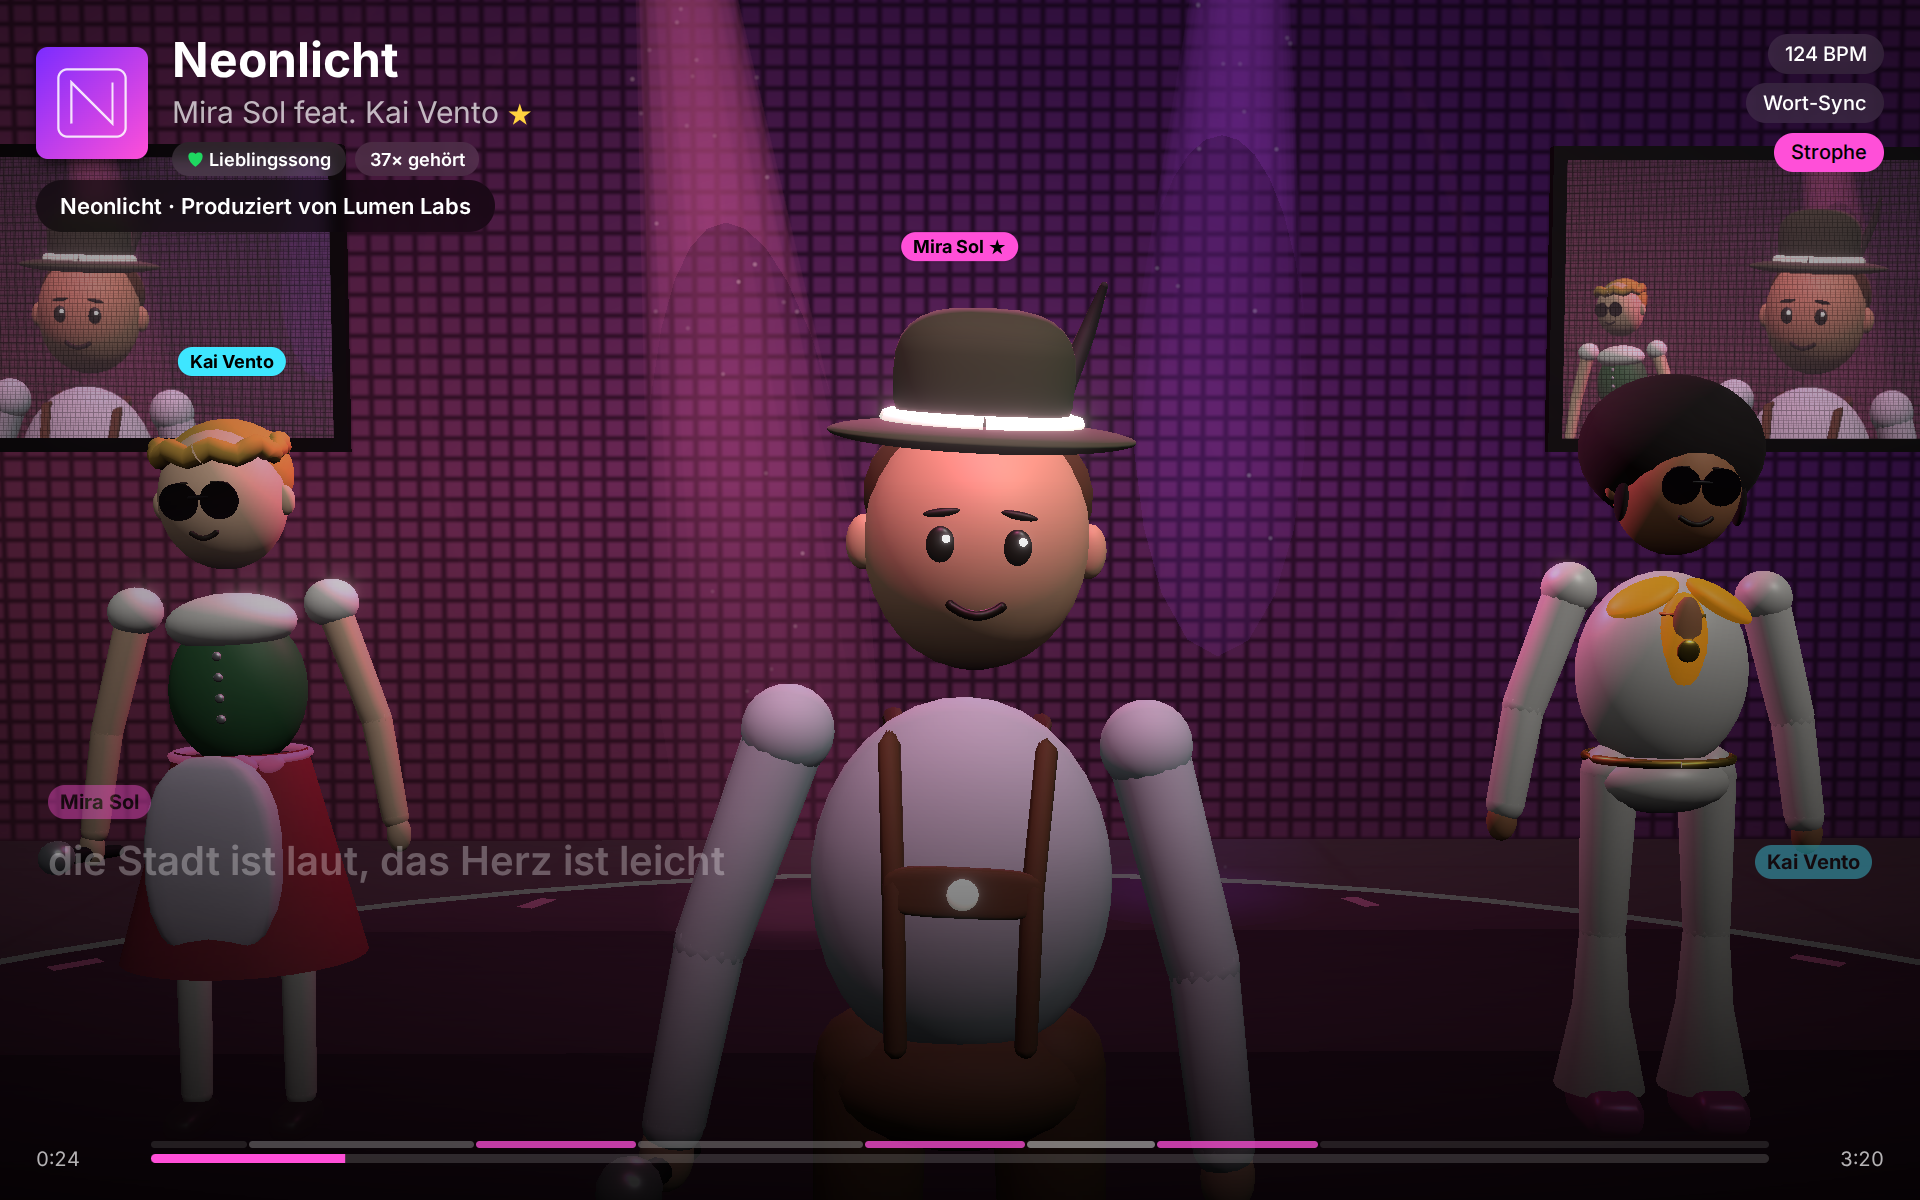 N
Neonlicht
Mira Sol feat. Kai Vento ★
Lieblingssong
37× gehört
Neonlicht · Produziert von Lumen Labs
124 BPM
Wort-Sync
Strophe
Mira Sol ★
Kai Vento
Mira Sol
die Stadt ist laut, das Herz ist leicht
Kai Vento
0:24
3:20